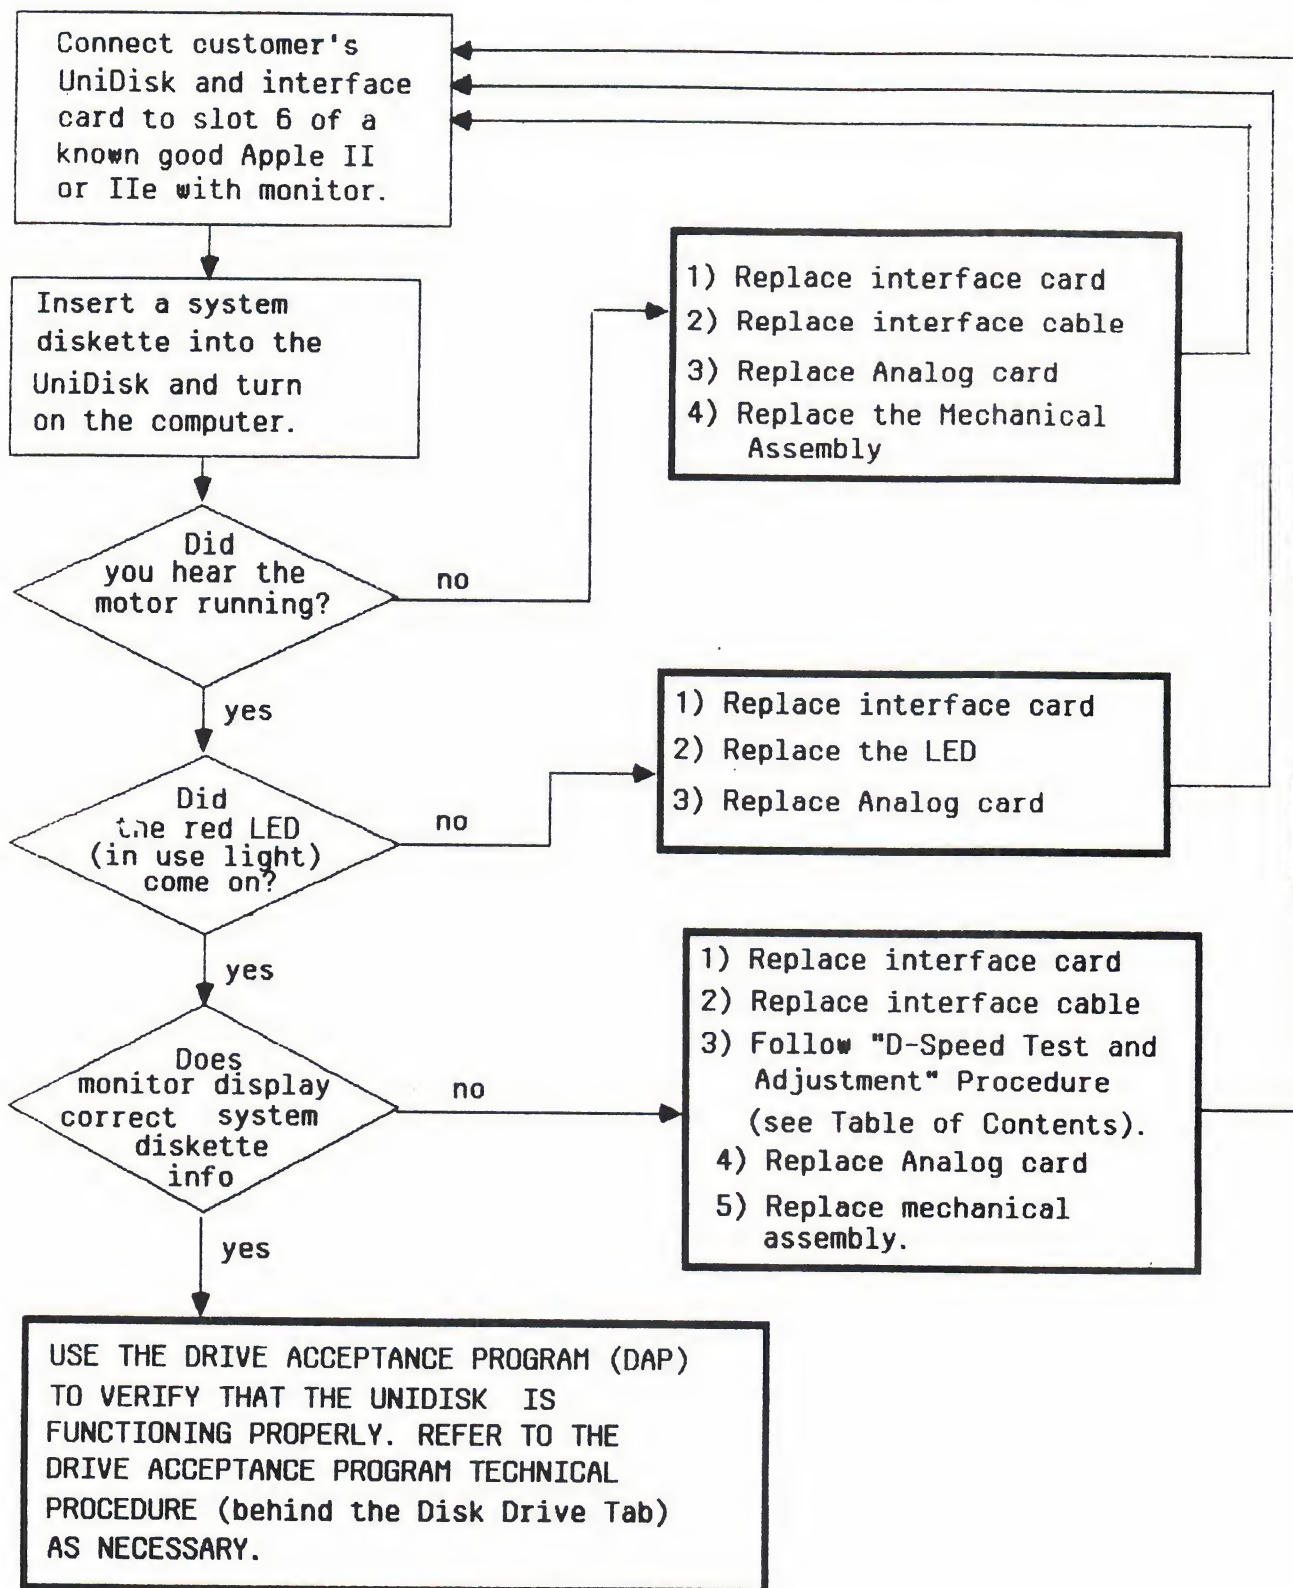 Connect customer's
UniDisk and interface
card to slot 6 of a
known good Apple II
or IIe with monitor.
Insert a system
diskette into the
UniDisk and turn
on the computer.
1) Replace interface card
2) Replace interface cable
3) Replace Analog card
4) Replace the Mechanical
Assembly
Did
you hear the
motor running?
no
yes
1) Replace interface card
2) Replace the LED
3) Replace Analog card
Did
the red LED
(in use light)
come on?
no
yes
1) Replace interface card
2) Replace interface cable
3) Follow "D-Speed Test and
Adjustment" Procedure
(see Table of Contents).
4) Replace Analog card
5) Replace mechanical
assembly.
Does
monitor display
correct system
diskette
info
no
yes
USE THE DRIVE ACCEPTANCE PROGRAM (DAP)
TO VERIFY THAT THE UNIDISK IS
FUNCTIONING PROPERLY. REFER TO THE
DRIVE ACCEPTANCE PROGRAM TECHNICAL
PROCEDURE (behind the Disk Drive Tab)
AS NECESSARY.